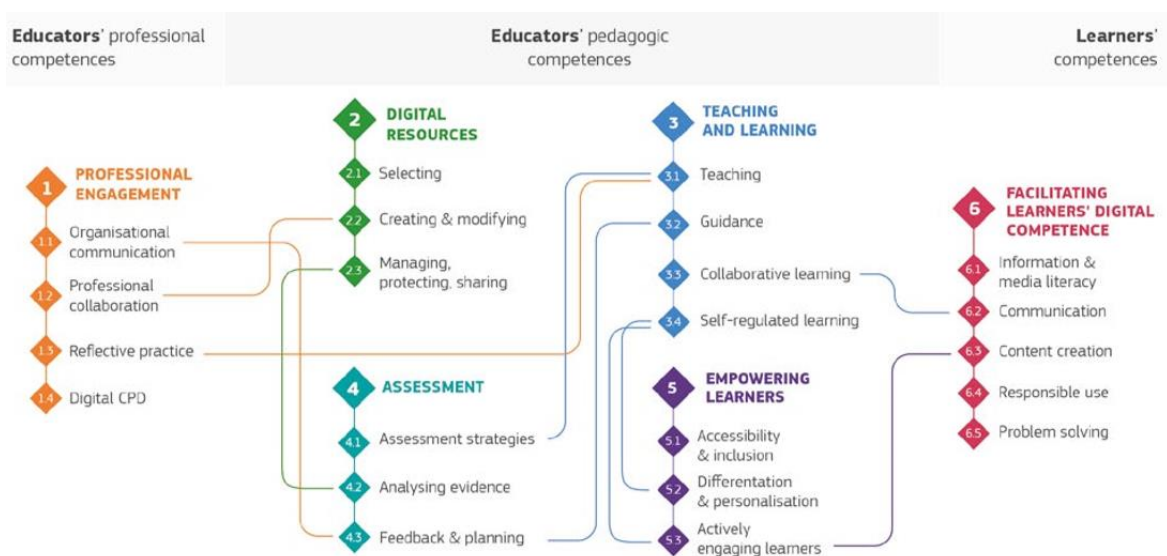 Educators' professional
competences
Educators' pedagogic
competences
Learners'
competences
1
PROFESSIONAL
ENGAGEMENT
1.1
Organisational
communication
1.2
Professional
collaboration
1.3
Reflective practice
1.4
Digital CPD
2
DIGITAL
RESOURCES
2.1
Selecting
2.2
Creating & modifying
2.3
Managing,
protecting, sharing
3
TEACHING
AND LEARNING
3.1
Teaching
3.2
Guidance
3.3
Collaborative learning
3.4
Self-regulated learning
4
ASSESSMENT
4.1
Assessment strategies
4.2
Analysing evidence
4.3
Feedback & planning
5
EMPOWERING
LEARNERS
5.1
Accessibility
& inclusion
5.2
Differentation
& personalisation
5.3
Actively
engaging learners
6
FACILITATING
LEARNERS' DIGITAL
COMPETENCE
6.1
Information &
media literacy
6.2
Communication
6.3
Content creation
6.4
Responsible use
6.5
Problem solving